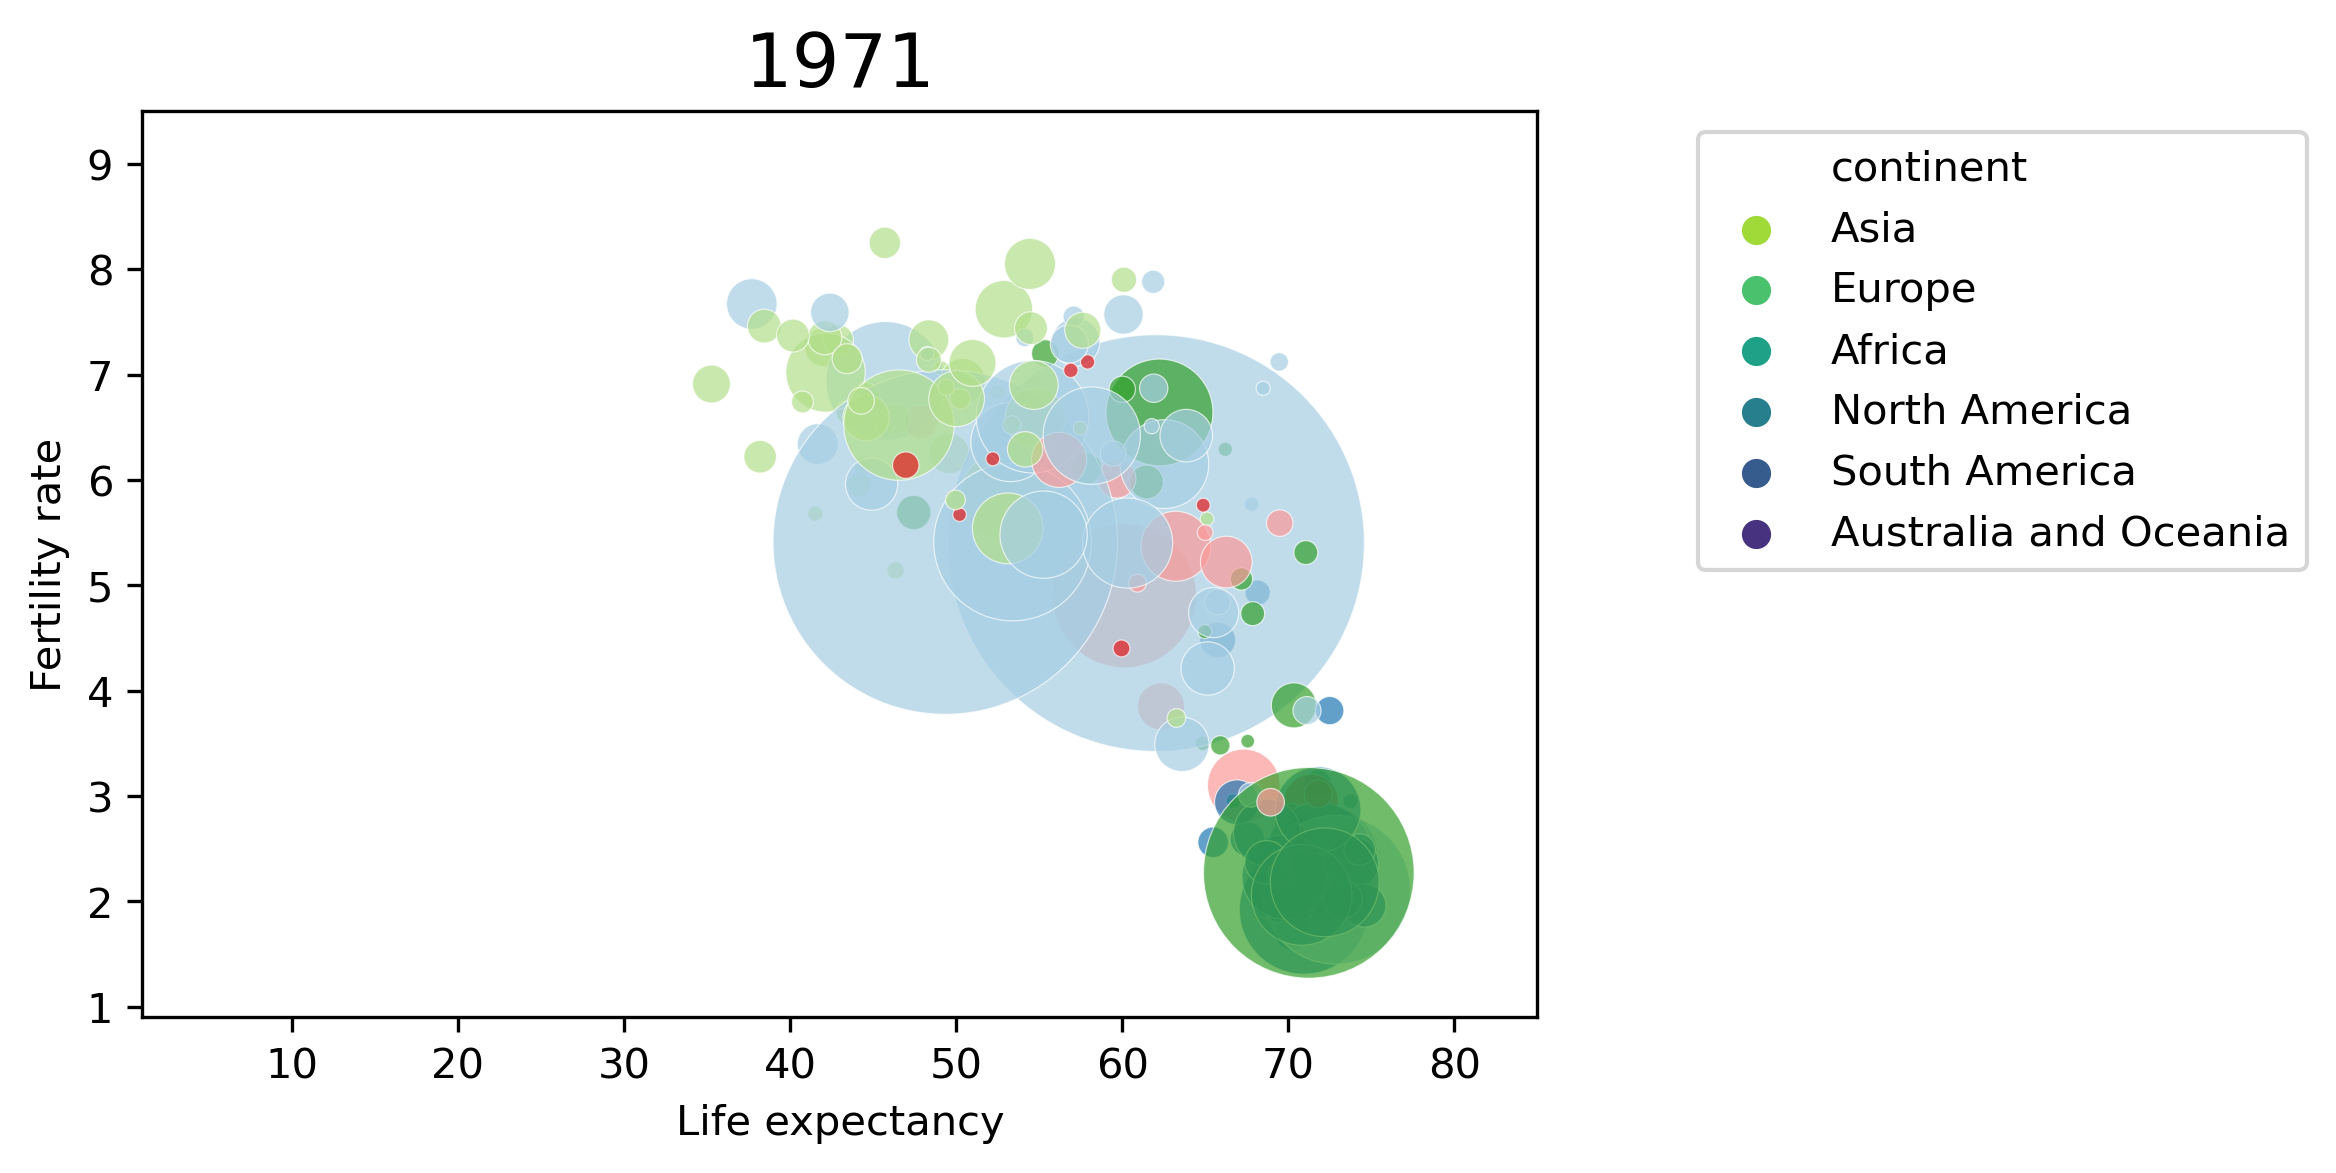 1971
9
8
7
6
5
4
3
2
1
Fertility rate
10 20 30 40 50 60 70 80
Life expectancy
continent
Asia
Europe
Africa
North America
South America
Australia and Oceania